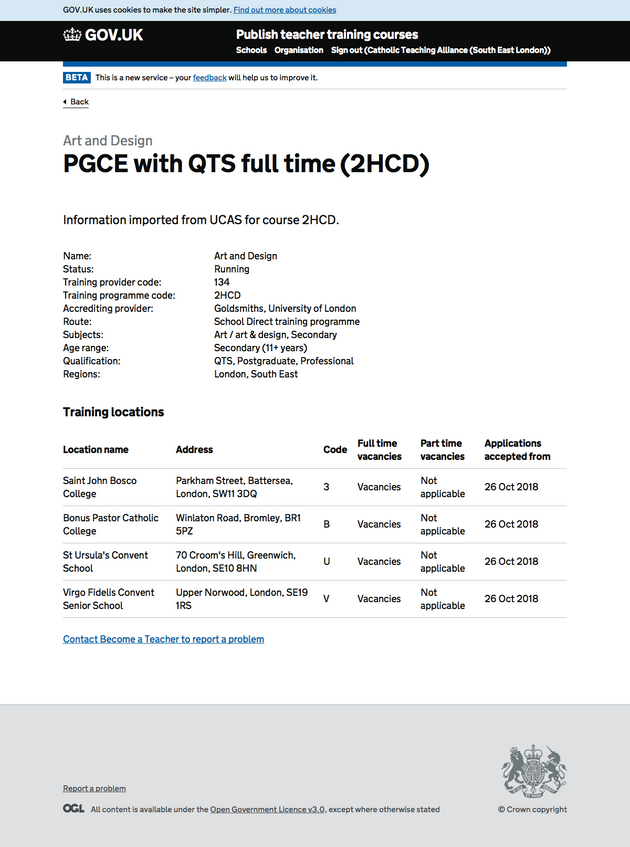 GOV.UK uses cookies to make the site simpler. Find out more about cookies
GOV.UK
Publish teacher training courses
Schools Organisation Sign out (Catholic Teaching Alliance (South East London))
BETA This is a new service – your feedback will help us to improve it.
Back
Art and Design
PGCE with QTS full time (2HCD)
Information imported from UCAS for course 2HCD.
Name: Art and Design
Status: Running
Training provider code: 134
Training programme code: 2HCD
Accrediting provider: Goldsmiths, University of London
Route: School Direct training programme
Subjects: Art / art & design, Secondary
Age range: Secondary (11+ years)
Qualification: QTS, Postgraduate, Professional
Regions: London, South East
Training locations
Location name Address Code Full time vacancies Part time vacancies Applications accepted from
Saint John Bosco College Parkham Street, Battersea, London, SW11 3DQ 3 Vacancies Not applicable 26 Oct 2018
Bonus Pastor Catholic College Winlaton Road, Bromley, BR1 5PZ B Vacancies Not applicable 26 Oct 2018
St Ursula's Convent School 70 Croom's Hill, Greenwich, London, SE10 8HN U Vacancies Not applicable 26 Oct 2018
Virgo Fidelis Convent Senior School Upper Norwood, London, SE19 1RS V Vacancies Not applicable 26 Oct 2018
Contact Become a Teacher to report a problem
Report a problem
OGL All content is available under the Open Government Licence v3.0, except where otherwise stated
© Crown copyright